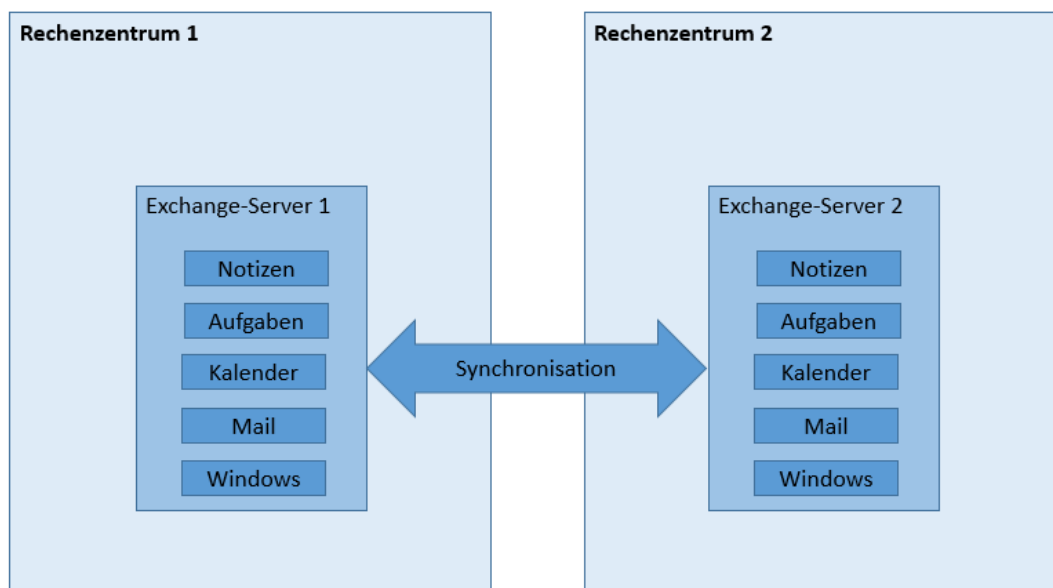 Rechenzentrum 1
Exchange-Server 1
Notizen
Aufgaben
Kalender
Mail
Windows
Synchronisation
Rechenzentrum 2
Exchange-Server 2
Notizen
Aufgaben
Kalender
Mail
Windows